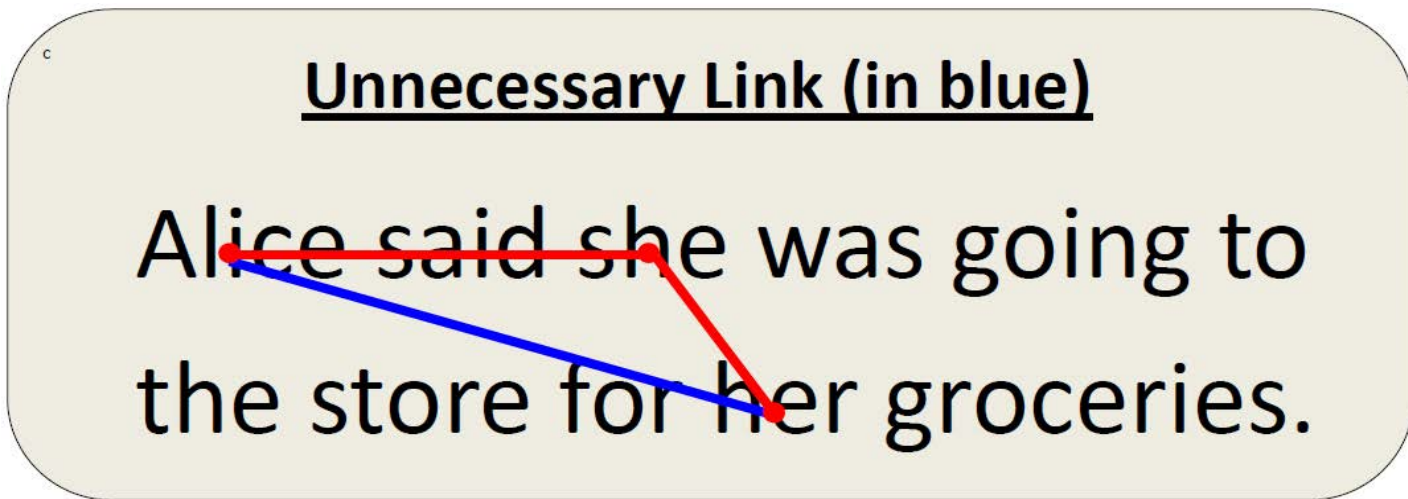 c
Unnecessary Link (in blue)
Alice said she was going to
the store for her groceries.